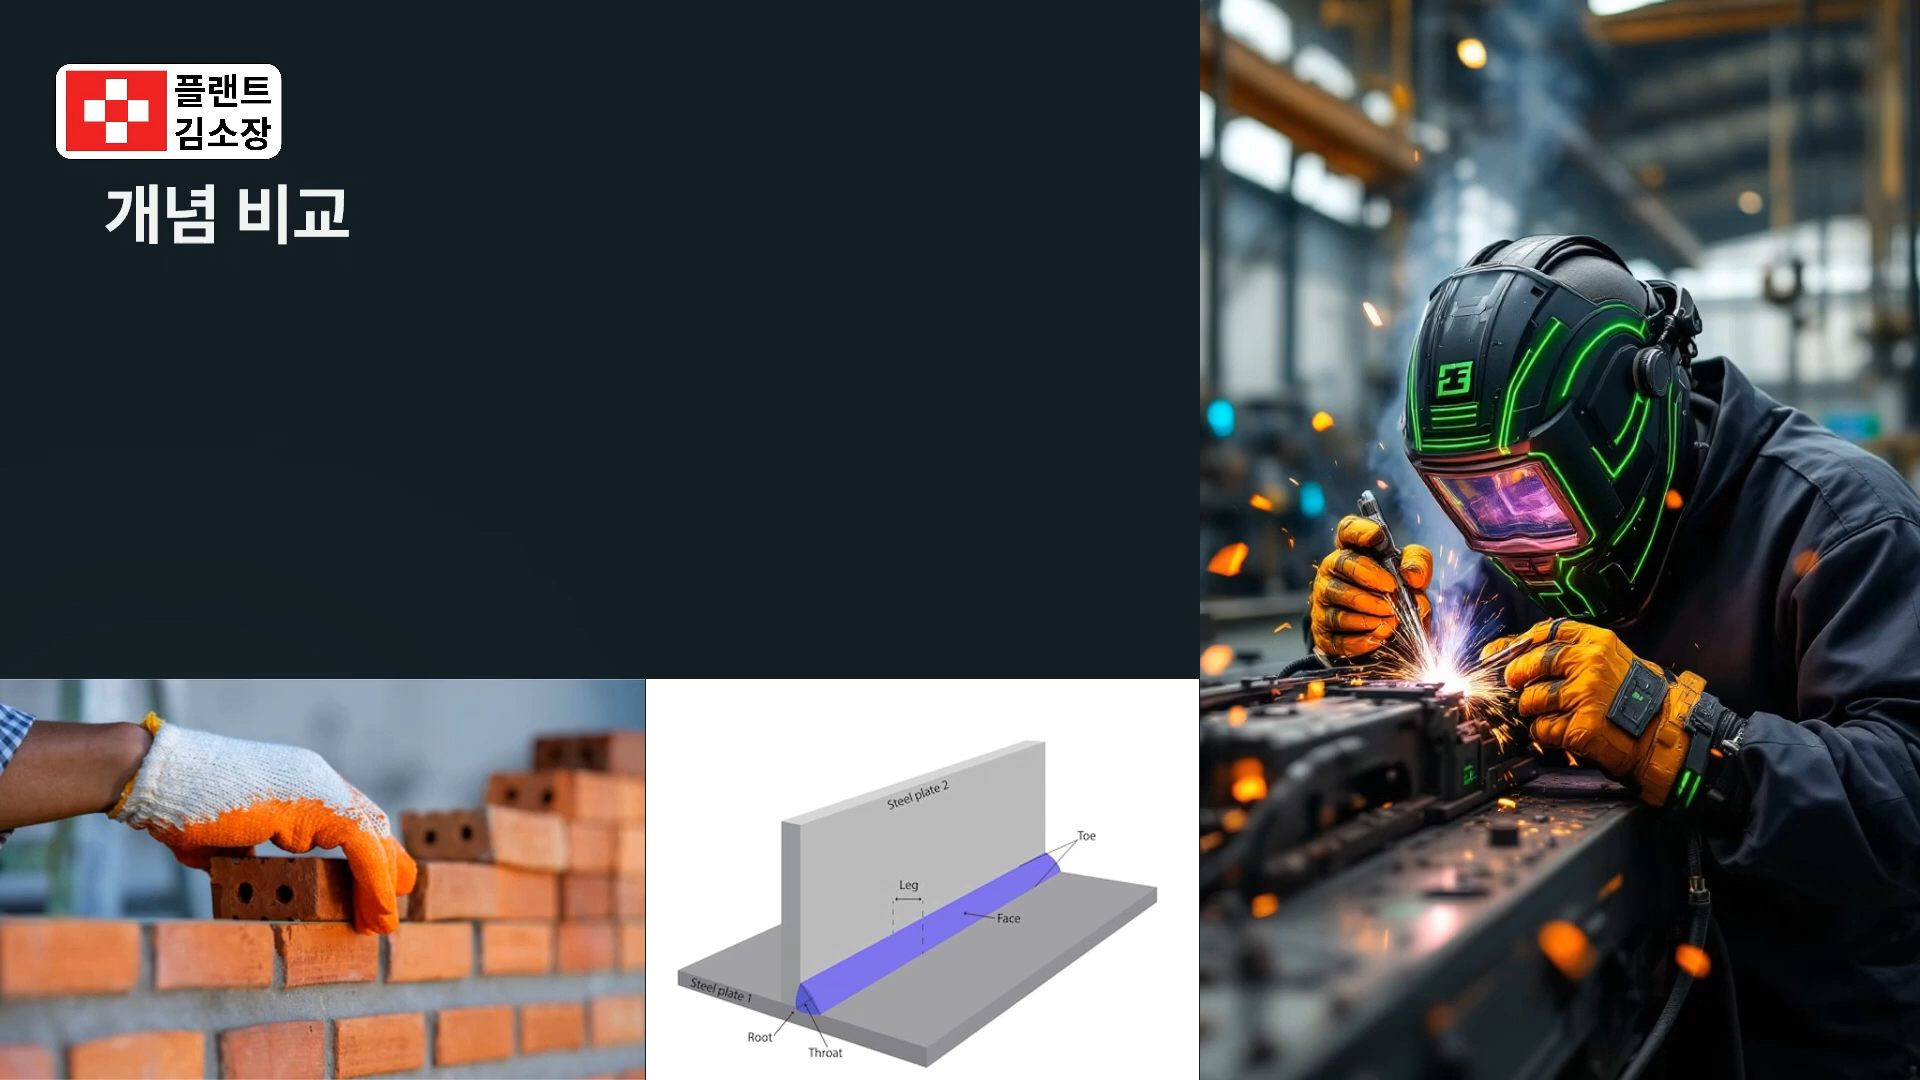 플랜트
김소장
개념 비교
Steel plate 2
Toe
Leg
Face
Steel plate 1
Root
Throat